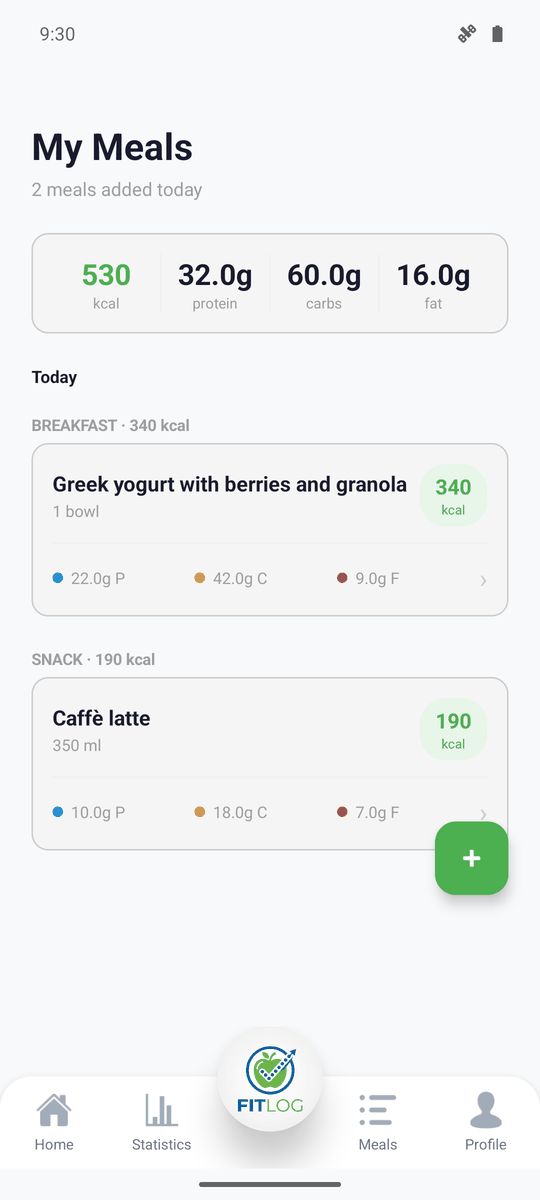 9:30
My Meals
2 meals added today
530 32.0g 60.0g 16.0g
kcal protein carbs fat
Today
BREAKFAST · 340 kcal
Greek yogurt with berries and granola
1 bowl
340
kcal
22.0g P 42.0g C 9.0g F
SNACK · 190 kcal
Caffè latte
350 ml
190
kcal
10.0g P 18.0g C 7.0g F
+
FITLOG
Home Statistics Meals Profile